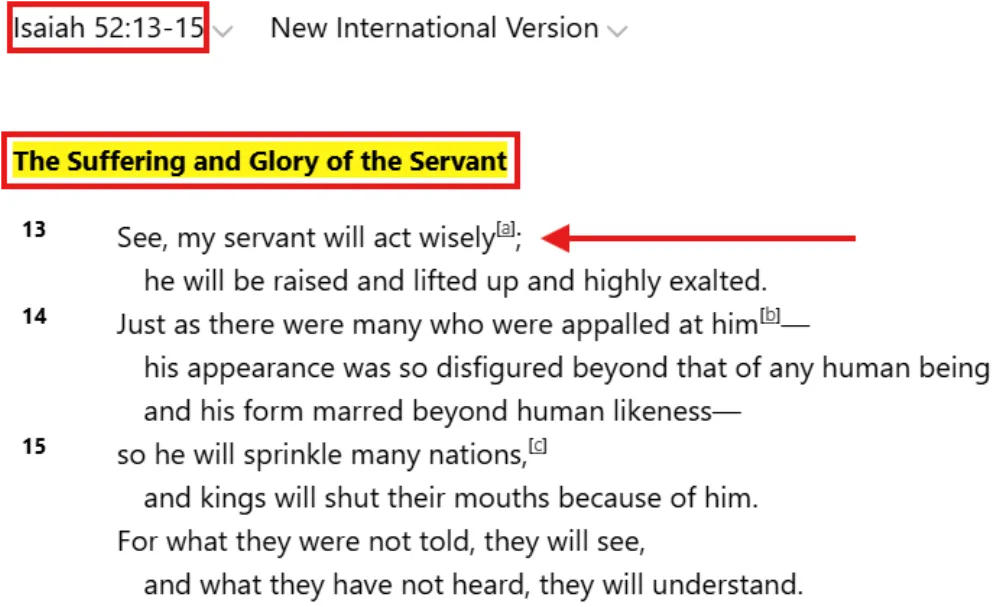 Isaiah 52:13-15 New International Version
The Suffering and Glory of the Servant
13 See, my servant will act wisely[a];
he will be raised and lifted up and highly exalted.
14 Just as there were many who were appalled at him[b]—
his appearance was so disfigured beyond that of any human being
and his form marred beyond human likeness—
15 so he will sprinkle many nations,[c]
and kings will shut their mouths because of him.
For what they were not told, they will see,
and what they have not heard, they will understand.